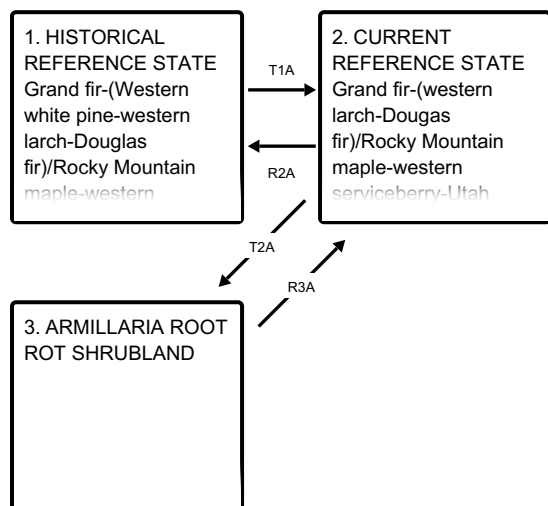 1. HISTORICAL
REFERENCE STATE
Grand fir-(Western
white pine-western
larch-Douglas
fir)/Rocky Mountain
maple-western
T1A
R2A
2. CURRENT
REFERENCE STATE
Grand fir-(western
larch-Dougas
fir)/Rocky Mountain
maple-western
serviceberry-Utah
T2A
R3A
3. ARMILLARIA ROOT
ROT SHRUBLAND